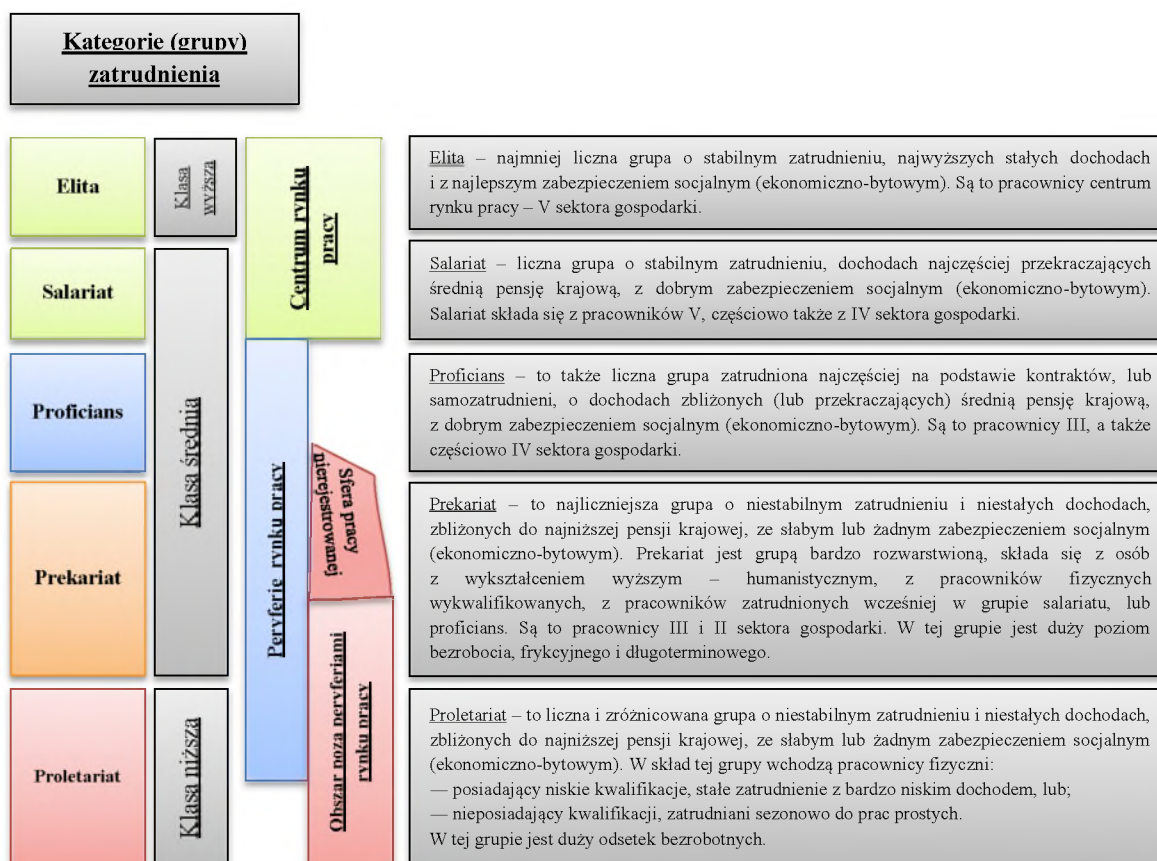 Kategorie (grupy)
zatrudnienia
Elita
Klasa
wyższa
Centrum rynku
pracy
Elita – najmniej liczna grupa o stabilnym zatrudnieniu, najwyższych stałych dochodach
i z najlepszym zabezpieczeniem socjalnym (ekonomiczno-bytowym). Są to pracownicy centrum
rynku pracy – V sektora gospodarki.
Salariat
Klasa średnia
Salariat – liczna grupa o stabilnym zatrudnieniu, dochodach najczęściej przekraczających
średnią pensję krajową, z dobrym zabezpieczeniem socjalnym (ekonomiczno-bytowym).
Salariat składa się z pracowników V, częściowo także z IV sektora gospodarki.
Proficians
Peryferie rynku pracy
Proficians – to także liczna grupa zatrudniona najczęściej na podstawie kontraktów, lub
samozatrudnieni, o dochodach zbliżonych (lub przekraczających) średnią pensję krajową,
z dobrym zabezpieczeniem socjalnym (ekonomiczno-bytowym). Są to pracownicy III, a także
częściowo IV sektora gospodarki.
Prekariat
Sfera pracy
nierejestrowanej
Prekariat – to najliczniejsza grupa o niestabilnym zatrudnieniu i niestałych dochodach,
zbliżonych do najniższej pensji krajowej, ze słabym lub żadnym zabezpieczeniem socjalnym
(ekonomiczno-bytowym). Prekariat jest grupą bardzo rozwarstwioną, składa się z osób
z wykształceniem wyższym – humanistycznym, z pracowników fizycznych
wykwalifikowanych, z pracowników zatrudnionych wcześniej w grupie salariatu, lub
proficians. Są to pracownicy III i II sektora gospodarki. W tej grupie jest duży poziom
bezrobocia, frykcyjnego i długoterminowego.
Proletariat
Klasa niższa
Obszar poza peryferiami
rynku pracy
Proletariat – to liczna i zróżnicowana grupa o niestabilnym zatrudnieniu i niestałych dochodach,
zbliżonych do najniższej pensji krajowej, ze słabym lub żadnym zabezpieczeniem socjalnym
(ekonomiczno-bytowym). W skład tej grupy wchodzą pracownicy fizyczni:
— posiadający niskie kwalifikacje, stałe zatrudnienie z bardzo niskim dochodem, lub;
— nieposiadający kwalifikacji, zatrudniani sezonowo do prac prostych.
W tej grupie jest duży odsetek bezrobotnych.